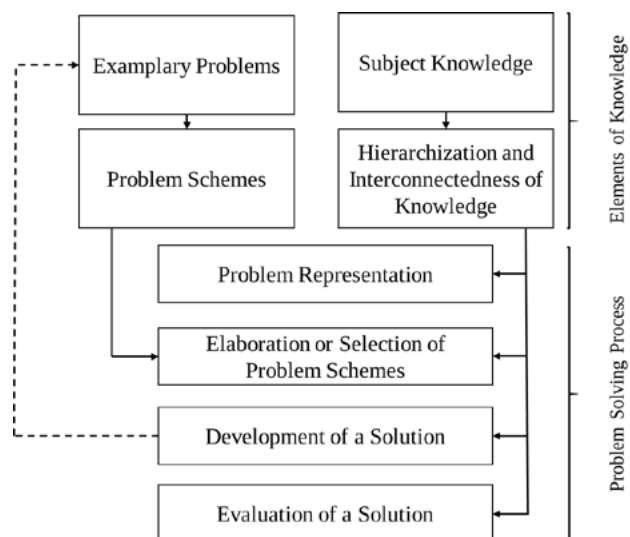 Examplary Problems
Subject Knowledge
Problem Schemes
Hierarchization and
Interconnectedness of
Knowledge
Elements of Knowledge
Problem Representation
Elaboration or Selection of
Problem Schemes
Development of a Solution
Evaluation of a Solution
Problem Solving Process